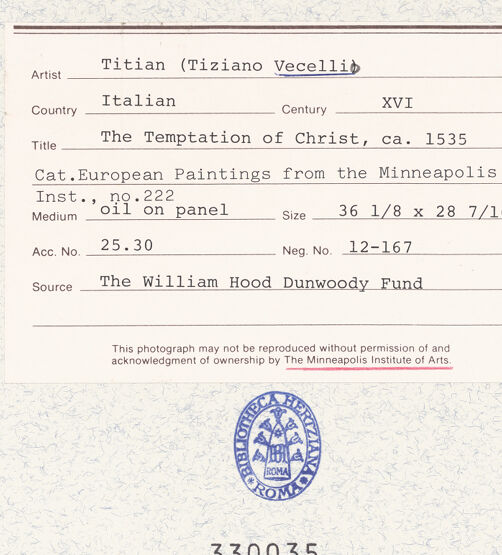 Artist Titian (Tiziano Vecelli)
Country Italian Century XVI
Title The Temptation of Christ, ca. 1535
Cat.European Paintings from the Minneapolis
Inst., no.222
Medium oil on panel Size 36 1/8 x 28 7/1
Acc. No. 25.30 Neg. No. 12-167
Source The William Hood Dunwoody Fund
This photograph may not be reproduced without permission of and
acknowledgment of ownership by The Minneapolis Institute of Arts.
BIBLIOTHECA HERTZIANA
ROMA
ROMA
330035